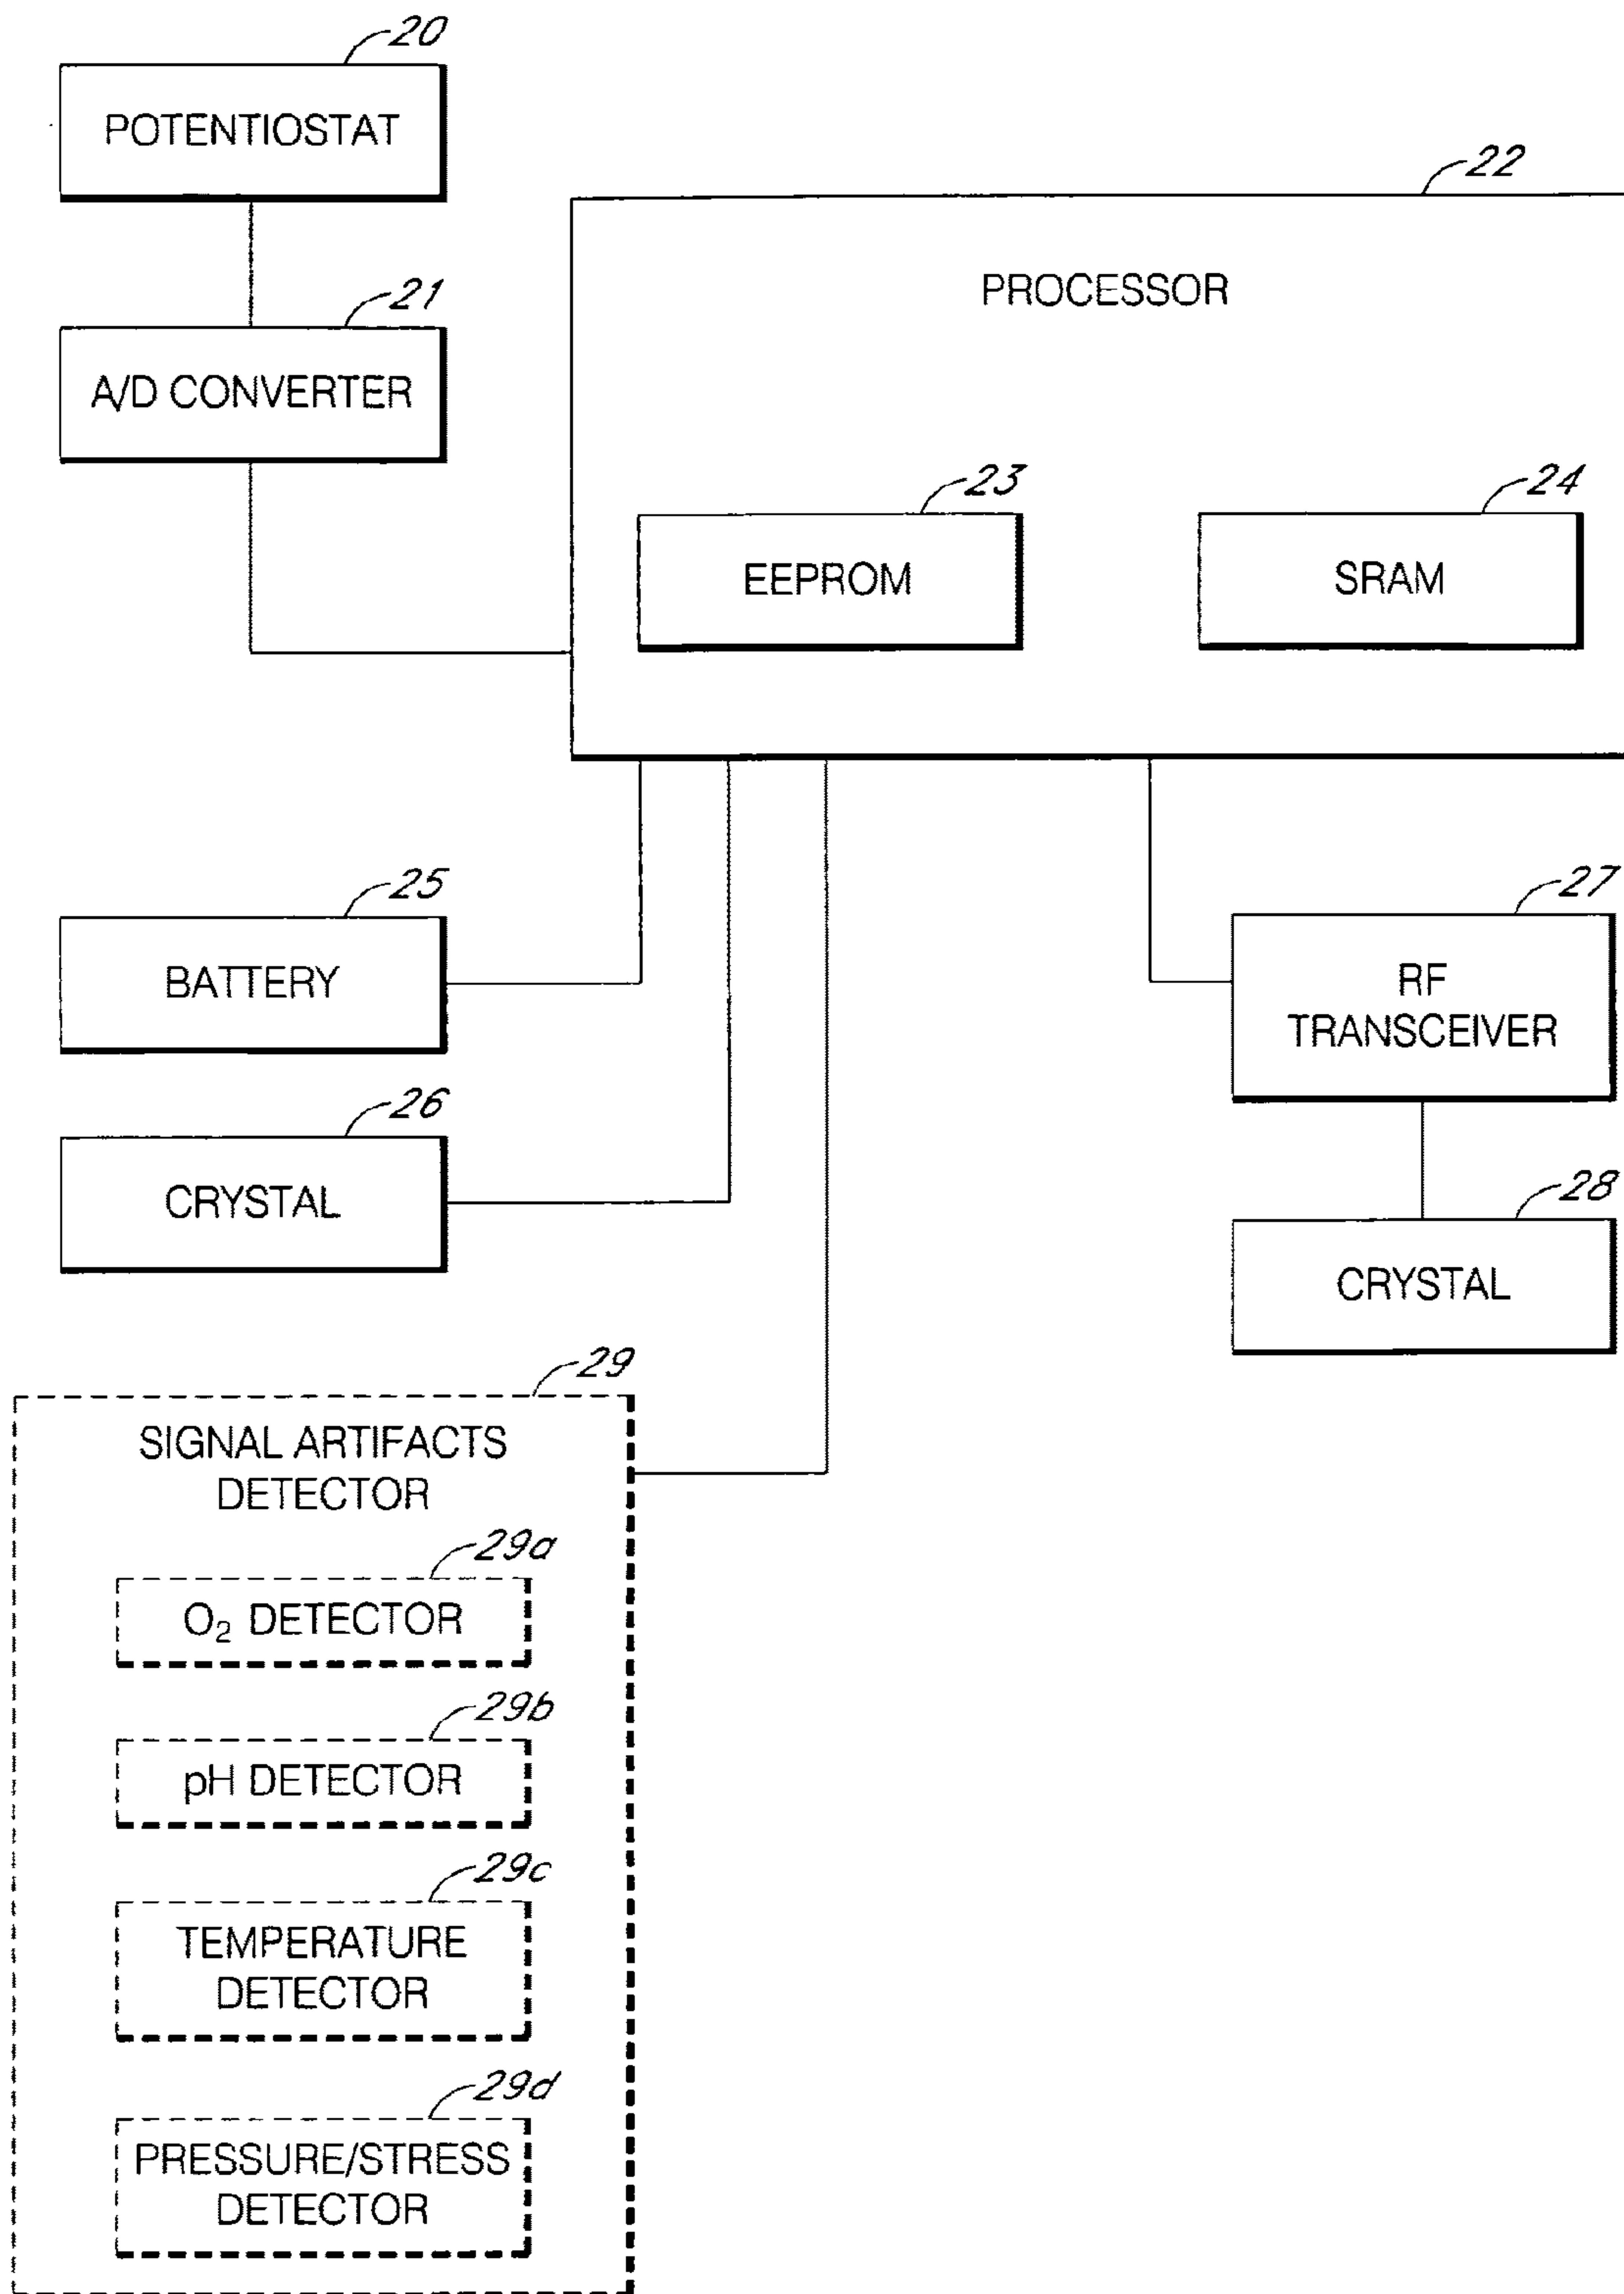 20
POTENTIOSTAT
22
PROCESSOR
21
A/D CONVERTER
23
EEPROM
24
SRAM
25
BATTERY
27
RF
TRANSCEIVER
26
CRYSTAL
28
CRYSTAL
29
SIGNAL ARTIFACTS
DETECTOR
29a
O₂ DETECTOR
29b
pH DETECTOR
29c
TEMPERATURE
DETECTOR
29d
PRESSURE/STRESS
DETECTOR